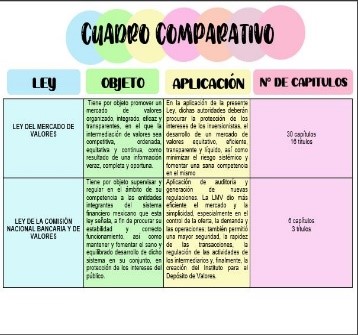 CUADRO COMPARATIVO
LEY
OBJETO
APLICACIÓN
N° DE CAPITULOS
LEY DEL MERCADO DE
VALORES
Tiene por objeto promover un
mercado de valores
organizado, integrado, eficaz y
transparentes, en el que la
intermediación de valores sea
competitiva, ordenada,
equitativa y continua, como
resultado de una información
veraz, completa y oportuna.
En la aplicación de la presente
Ley, dichas autoridades deberán
procurar la protección de los
intereses de los inversionistas, el
desarrollo de un mercado de
valores equitativo, eficiente,
transparente y líquido, así como
minimizar el riesgo sistémico y
fomentar una sana competencia
en el mismo
30 capítulos
16 títulos
LEY DE LA COMISIÓN
NACIONAL BANCARIA Y DE
VALORES
Tiene por objeto supervisar y
regular en el ámbito de su
competencia a las entidades
integrantes del sistema
financiero mexicano que esta
ley señala, a fin de procurar su
estabilidad y correcto
funcionamiento, así como
mantener y fomentar el sano y
equilibrado desarrollo de dicho
sistema en su conjunto, en
protección de los intereses del
público.
Aplicación de auditoría y
generación de nuevas
regulaciones. La LMV dio más
eficiente el mercado y la
simplicidad, especialmente en el
control de la oferta, la demanda y
las operaciones: también permitió
una mayor seguridad, la rapidez
de las transacciones, la
regulación de las actividades de
los intermediarios y, finalmente, la
creación del Instituto para el
Depósito de Valores.
6 capítulos
3 títulos